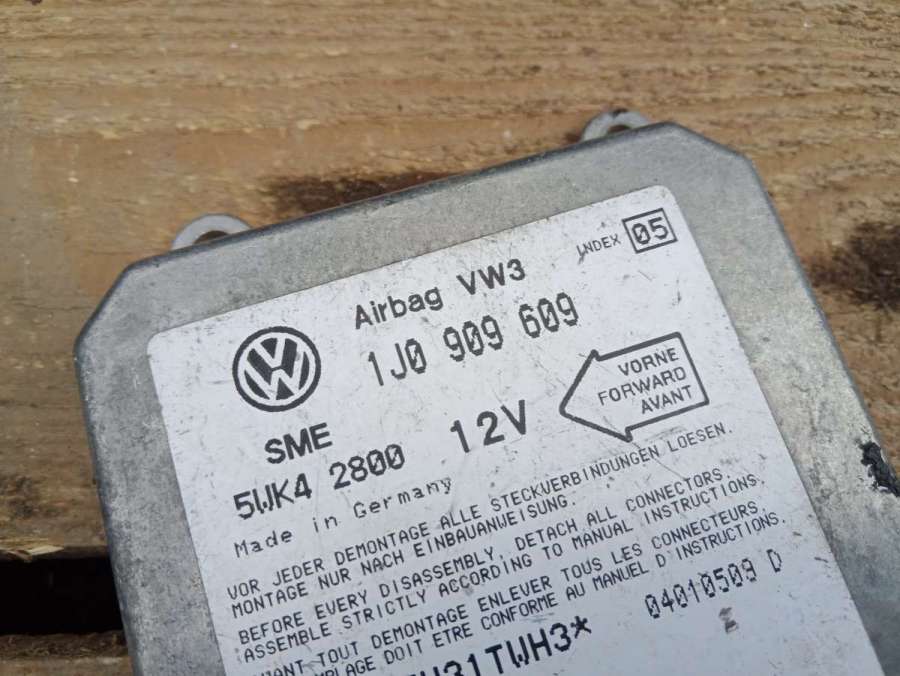 INDEX 05
Airbag VW3
1J0 909 609
VORNE
FORWARD
AVANT
SME
12V
5WK4 2800
Made in Germany
VOR JEDER DEMONTAGE ALLE STECKVERBINDUNGEN LOESEN.
MONTAGE NUR NACH EINBAUANWEISUNG.
BEFORE EVERY DISASSEMBLY, DETACH ALL CONNECTORS.
ASSEMBLE STRICTLY ACCORDING TO MANUAL INSTRUCTIONS.
AVANT TOUT DEMONTAGE ENLEVER TOUS LES CONNECTEURS.
DOIT ETRE CONFORME AU MANUEL D'INSTRUCTIONS.
04010509 D